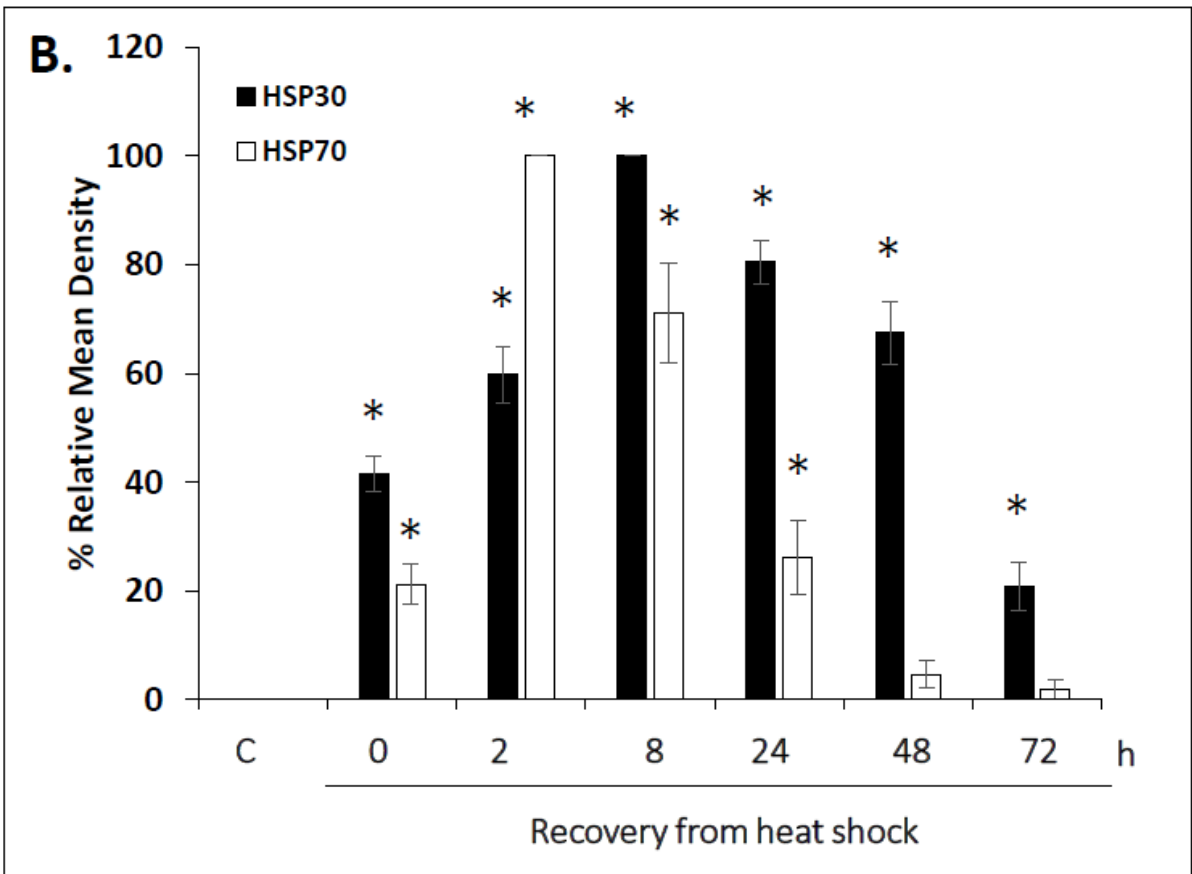 B.
120
100
80
60
40
20
0
% Relative Mean Density
HSP30
HSP70
* *
* *
* *
* *
*
*
C 0 2 8 24 48 72 h
Recovery from heat shock